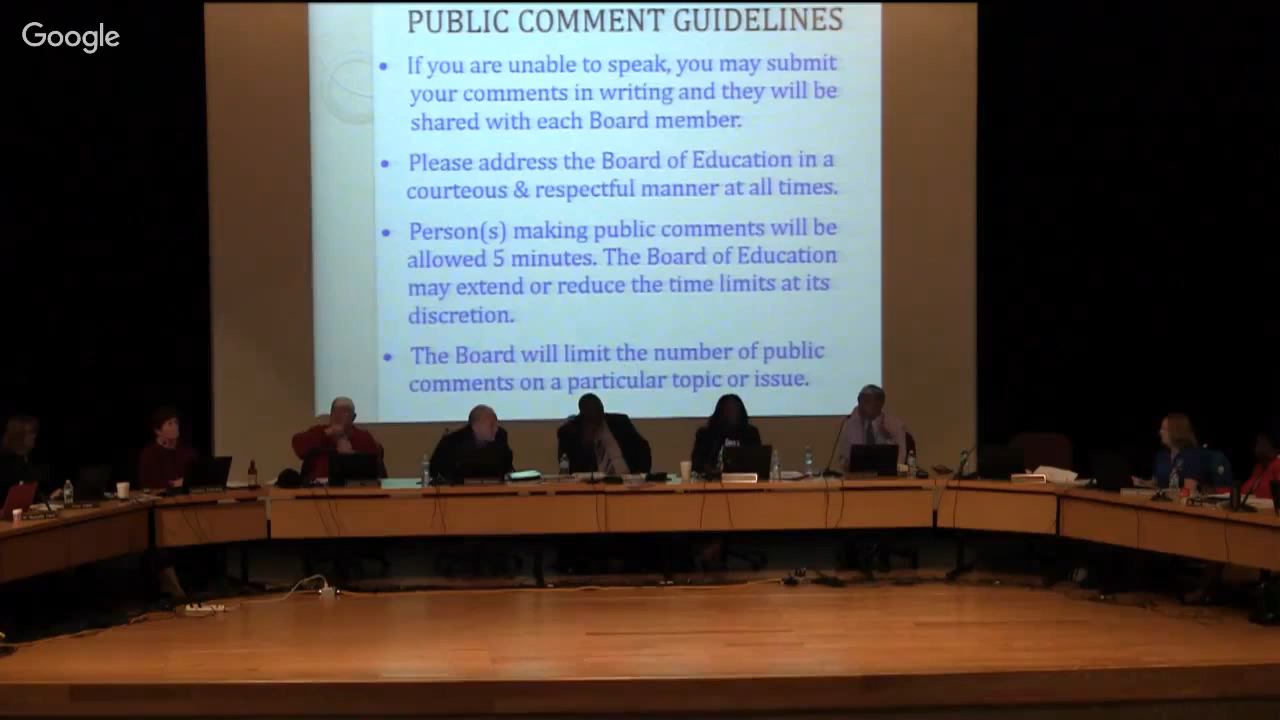 Google
PUBLIC COMMENT GUIDELINES
• If you are unable to speak, you may submit
your comments in writing and they will be
shared with each Board member.
• Please address the Board of Education in a
courteous & respectful manner at all times.
• Person(s) making public comments will be
allowed 5 minutes. The Board of Education
may extend or reduce the time limits at its
discretion.
• The Board will limit the number of public
comments on a particular topic or issue.